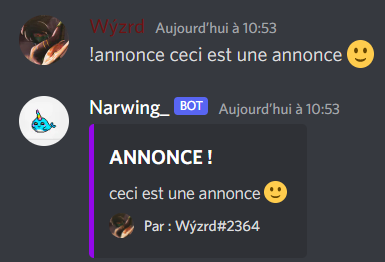 Wýzrd Aujourd’hui à 10:53
!annonce ceci est une annonce 🙂
Narwing_ BOT Aujourd’hui à 10:53
ANNONCE !
ceci est une annonce 🙂
Par : Wýzrd#2364